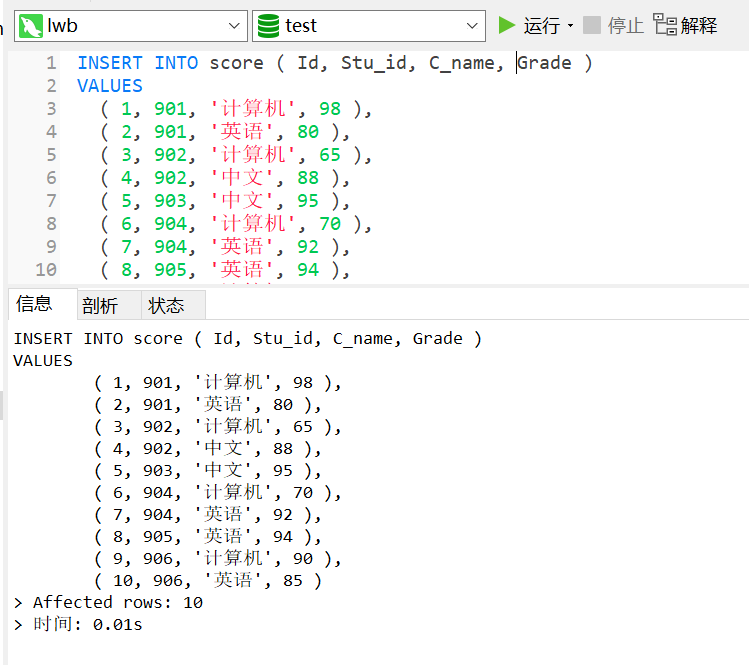 lwb test 运行 停止 解释
1 INSERT INTO score ( Id, Stu_id, C_name, Grade )
2 VALUES
3 ( 1, 901, '计算机', 98 ),
4 ( 2, 901, '英语', 80 ),
5 ( 3, 902, '计算机', 65 ),
6 ( 4, 902, '中文', 88 ),
7 ( 5, 903, '中文', 95 ),
8 ( 6, 904, '计算机', 70 ),
9 ( 7, 904, '英语', 92 ),
10 ( 8, 905, '英语', 94 ),
信息 剖析 状态
INSERT INTO score ( Id, Stu_id, C_name, Grade )
VALUES
( 1, 901, '计算机', 98 ),
( 2, 901, '英语', 80 ),
( 3, 902, '计算机', 65 ),
( 4, 902, '中文', 88 ),
( 5, 903, '中文', 95 ),
( 6, 904, '计算机', 70 ),
( 7, 904, '英语', 92 ),
( 8, 905, '英语', 94 ),
( 9, 906, '计算机', 90 ),
( 10, 906, '英语', 85 )
> Affected rows: 10
> 时间: 0.01s